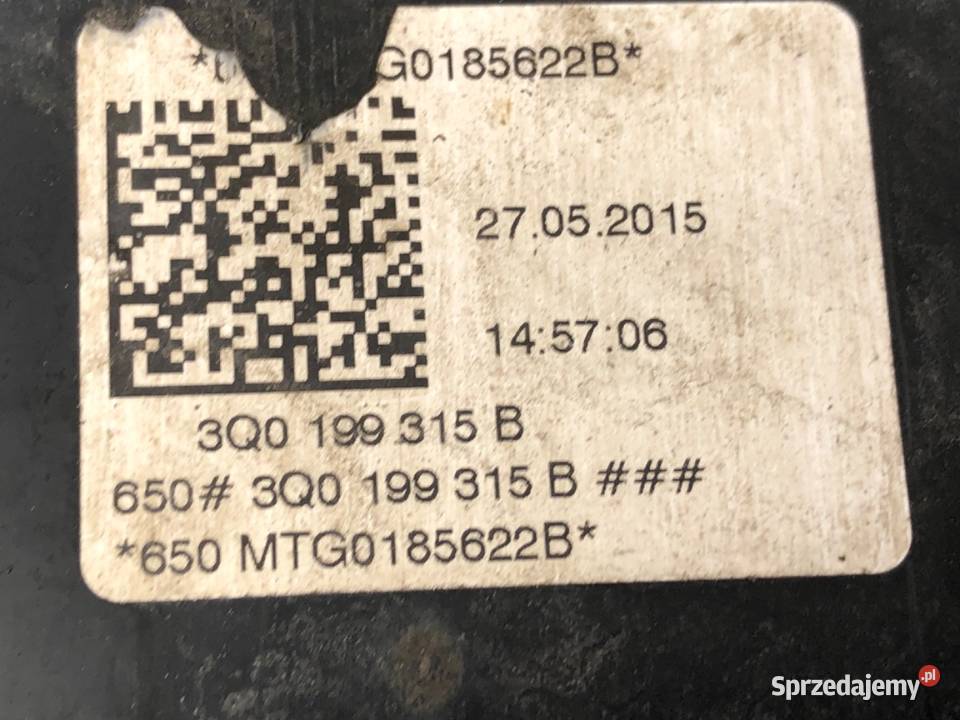 G0185622B*
27.05.2015
14:57:06
3Q0 199 315 B
650# 3Q0 199 315 B ###
*650 MTG0185622B*
Sprzedajemy.pl